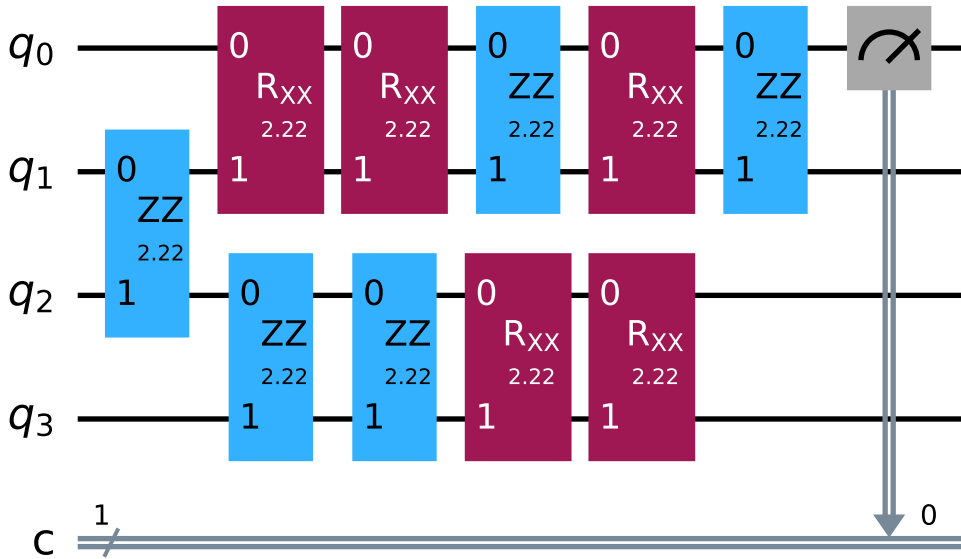 q0 0 0 0 0 0
RXX RXX ZZ RXX ZZ
2.22 2.22 2.22 2.22 2.22
q1 0 1 1 1 1 1
ZZ
2.22
q2 1 0 0 0 0
ZZ ZZ RXX RXX
2.22 2.22 2.22 2.22
q3 1 1 1 1
1 0
c